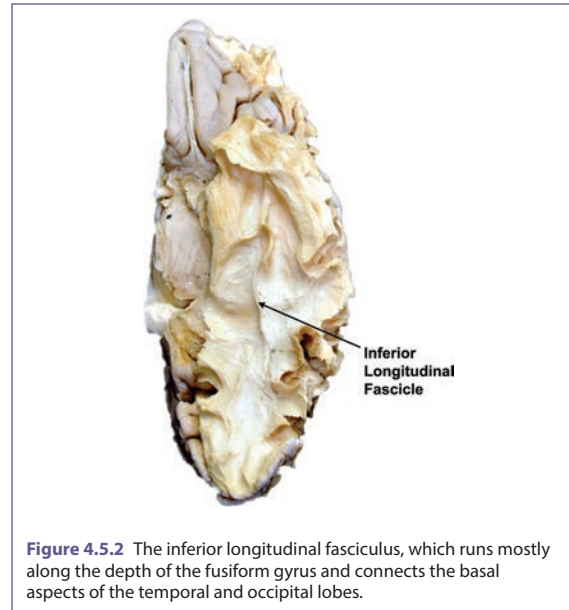 Inferior
Longitudinal
Fascicle
Figure 4.5.2 The inferior longitudinal fasciculus, which runs mostly
along the depth of the fusiform gyrus and connects the basal
aspects of the temporal and occipital lobes.